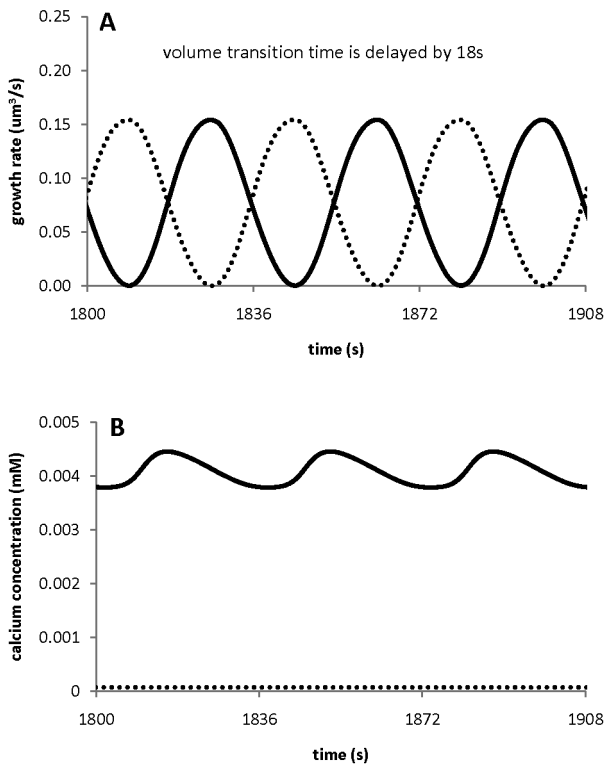 A
volume transition time is delayed by 18s
growth rate (um³/s)
0.25
0.20
0.15
0.10
0.05
0.00
1800 1836 1872 1908
time (s)
B
calcium concentration (mM)
0.005
0.004
0.003
0.002
0.001
0
1800 1836 1872 1908
time (s)